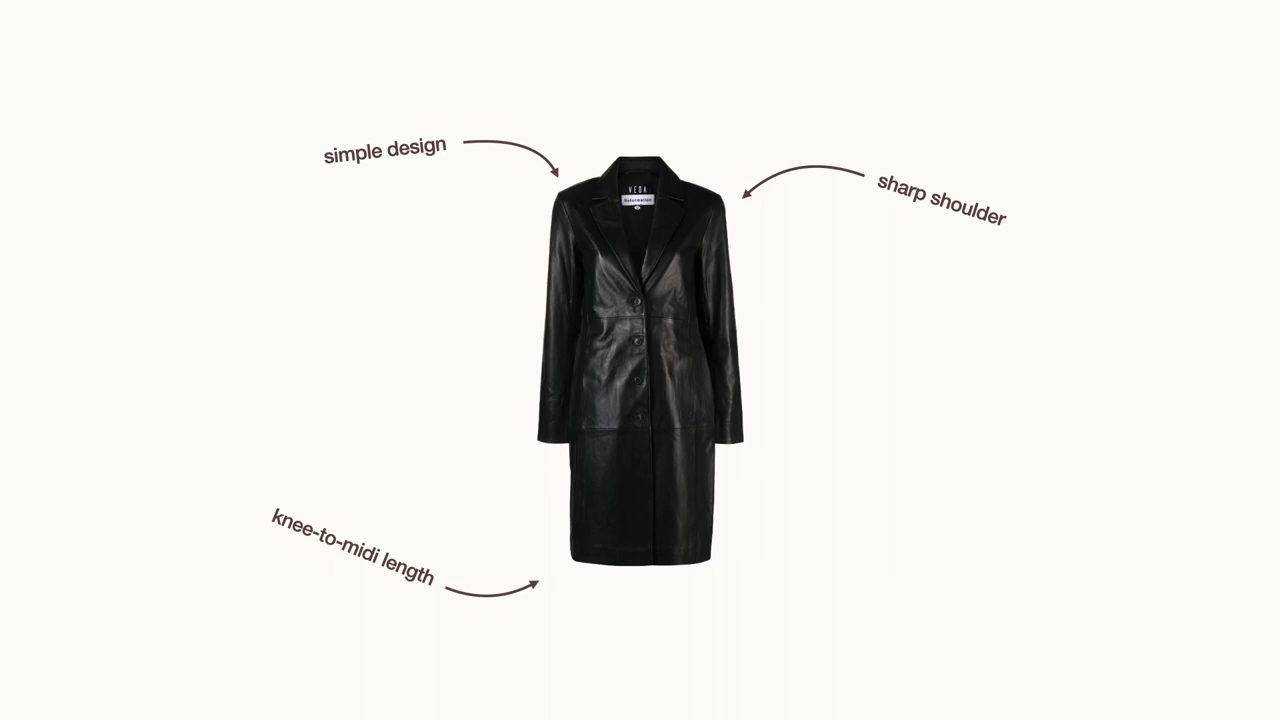 simple design
sharp shoulder
VEDA
Reformation
knee-to-midi length